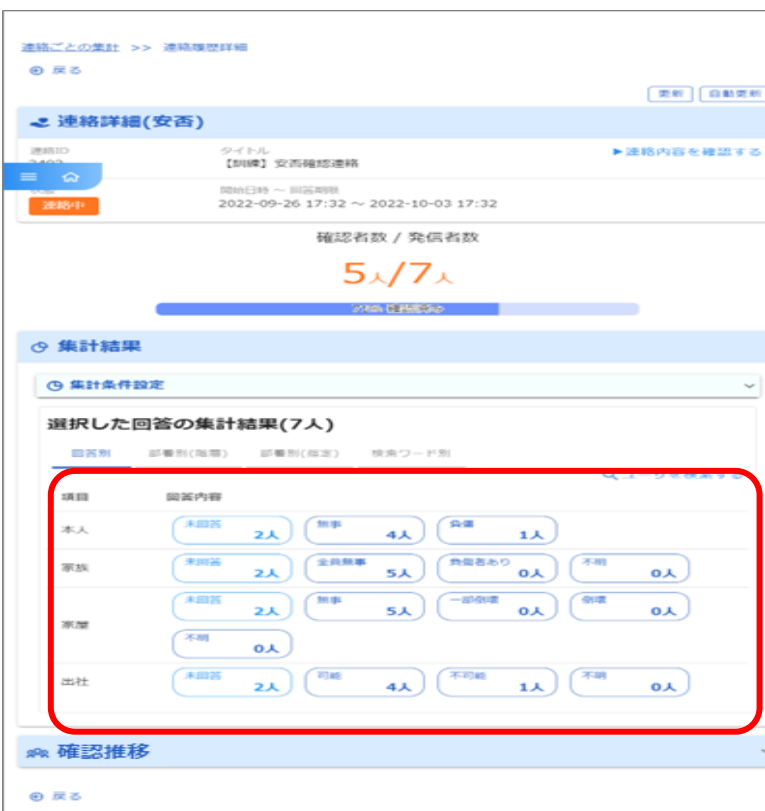 連絡ごとの集計 >> 連絡履歴詳細
戻る
更新 自動更新
連絡詳細(安否)
連絡ID タイトル ▶連絡内容を確認する
【訓練】安否確認連絡
開始日時 ～ 回答期限
連絡中 2022-09-26 17:32 ～ 2022-10-03 17:32
確認者数 / 発信者数
5人/7人
集計結果
集計条件設定
選択した回答の集計結果(7人)
回答別 部署別(階層) 部署別(指定) 検索ワード別
ユーザを検索する
項目 回答内容
本人 未回答 2人 無事 4人 負傷 1人
家族 未回答 2人 全員無事 5人 負傷者あり 0人 不明 0人
家屋 未回答 2人 無事 5人 一部倒壊 0人 倒壊 0人
不明 0人
出社 未回答 2人 可能 4人 不可能 1人 不明 0人
確認推移
戻る